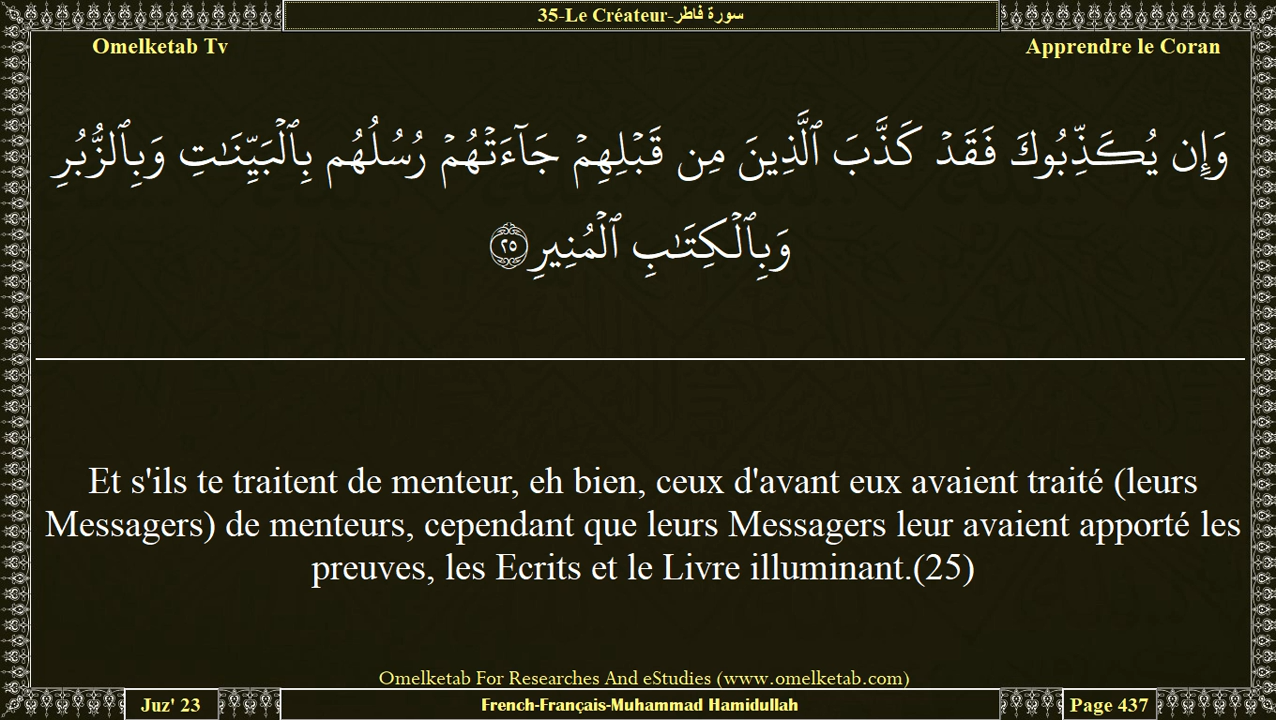 35-Le Créateur-سورة فاطر
Omelketab Tv
Apprendre le Coran
وَإِن يُكَذِّبُوكَ فَقَدۡ كَذَّبَ ٱلَّذِينَ مِن قَبۡلِهِمۡ جَآءَتۡهُمۡ رُسُلُهُم بِٱلۡبَيِّنَٰتِ وَبِٱلزُّبُرِ
وَبِٱلۡكِتَٰبِ ٱلۡمُنِيرِ ٢٥
Et s'ils te traitent de menteur, eh bien, ceux d'avant eux avaient traité (leurs
Messagers) de menteurs, cependant que leurs Messagers leur avaient apporté les
preuves, les Ecrits et le Livre illuminant.(25)
Omelketab For Researches And eStudies (www.omelketab.com)
Juz' 23
French-Français-Muhammad Hamidullah
Page 437